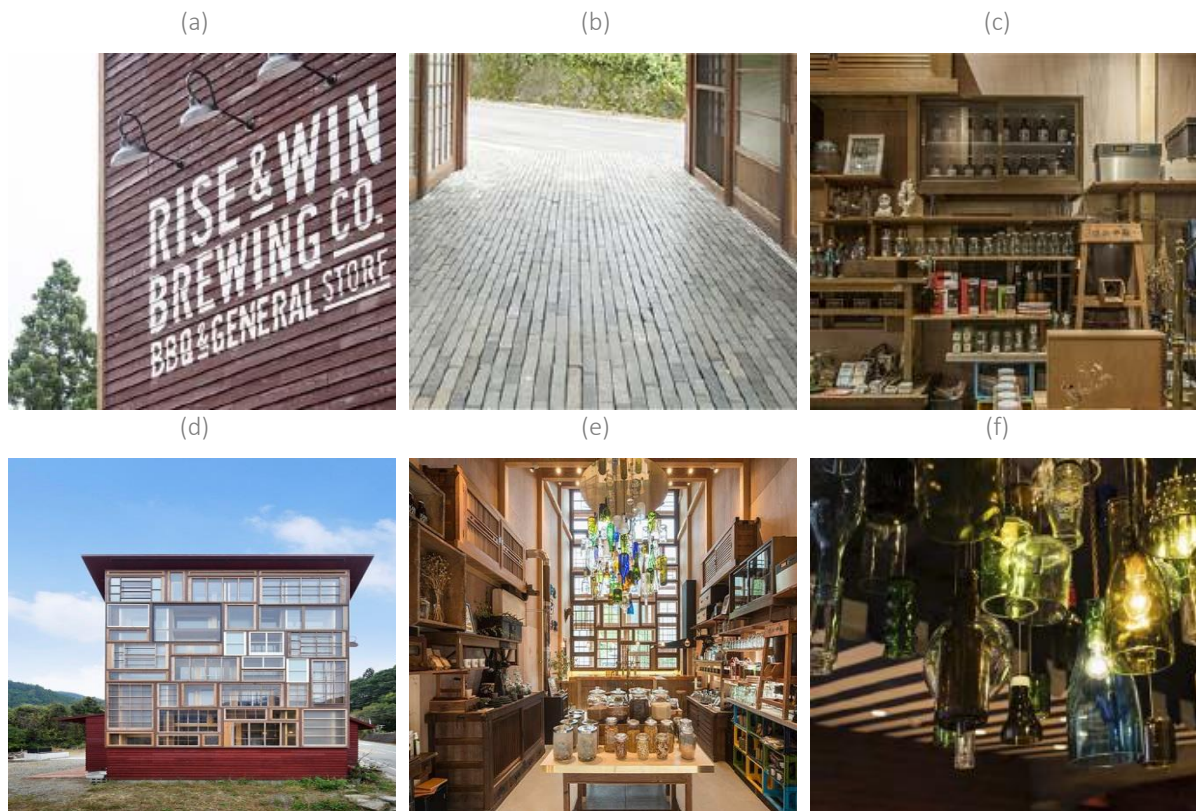 (a)
(b)
(c)
RISE & WIN
BREWING CO.
BBQ & GENERAL STORE
(d)
(e)
(f)